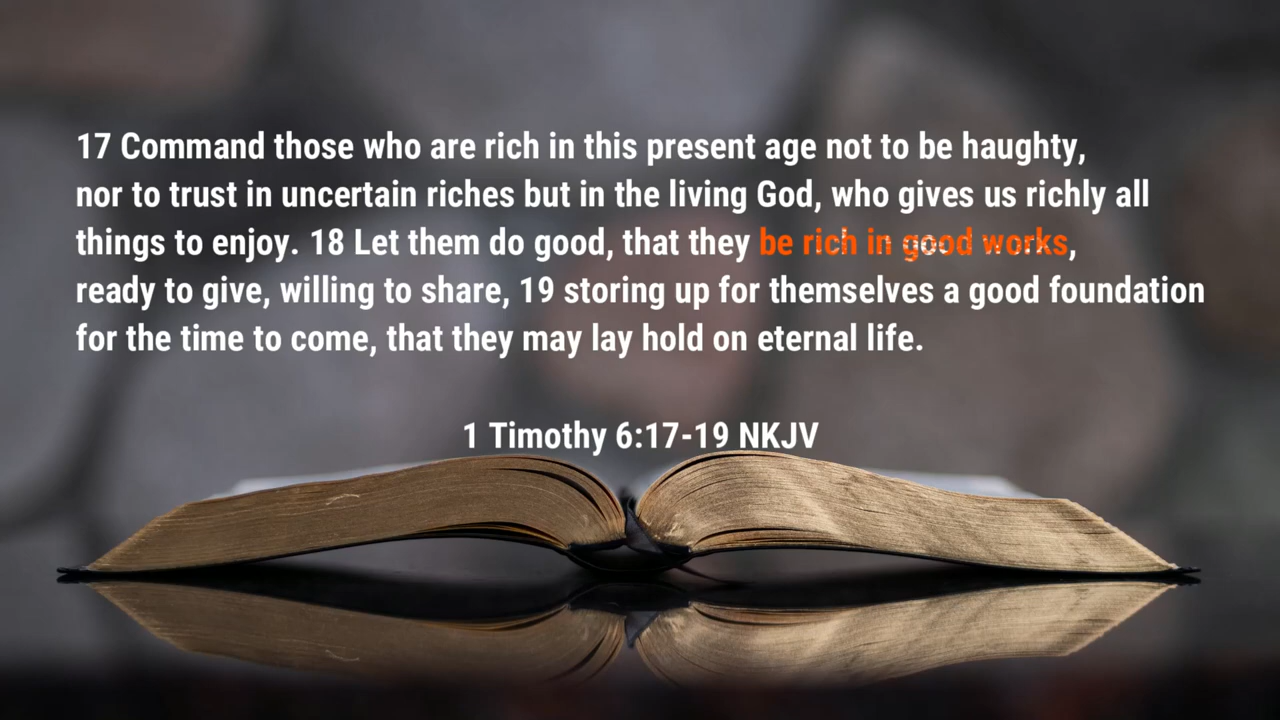 17 Command those who are rich in this present age not to be haughty,
nor to trust in uncertain riches but in the living God, who gives us richly all
things to enjoy. 18 Let them do good, that they be rich in good works,
ready to give, willing to share, 19 storing up for themselves a good foundation
for the time to come, that they may lay hold on eternal life.
1 Timothy 6:17-19 NKJV